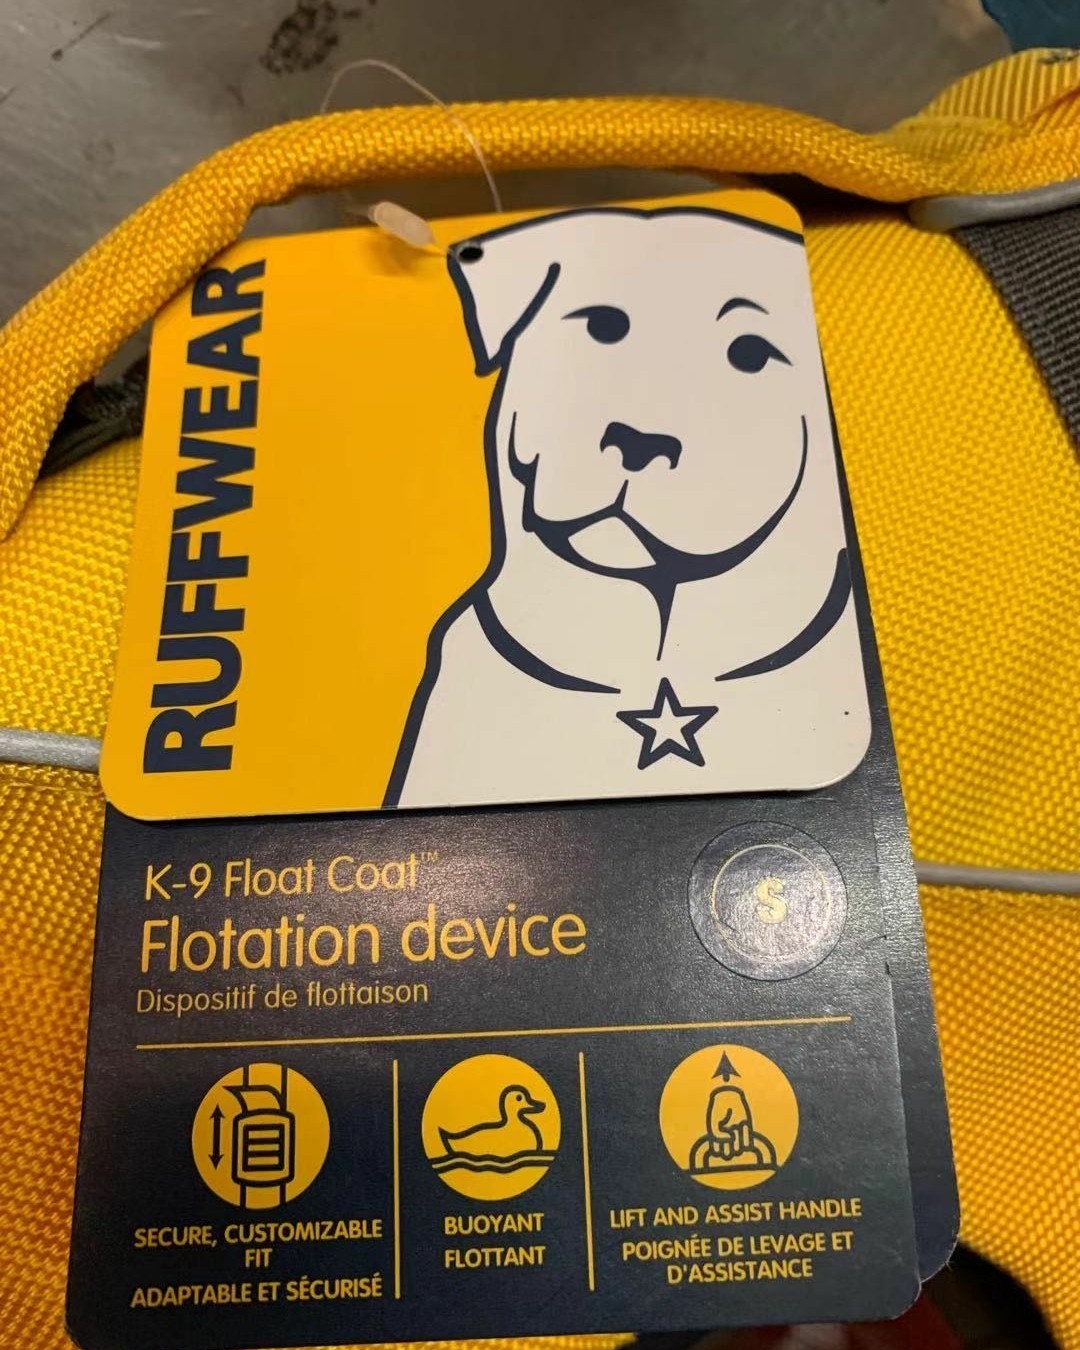 RUFFWEAR
K-9 Float Coat™
Flotation device
Dispositif de flottaison
S
SECURE, CUSTOMIZABLE
FIT
ADAPTABLE ET SÉCURISÉ
BUOYANT
FLOTTANT
LIFT AND ASSIST HANDLE
POIGNÉE DE LEVAGE ET
D'ASSISTANCE